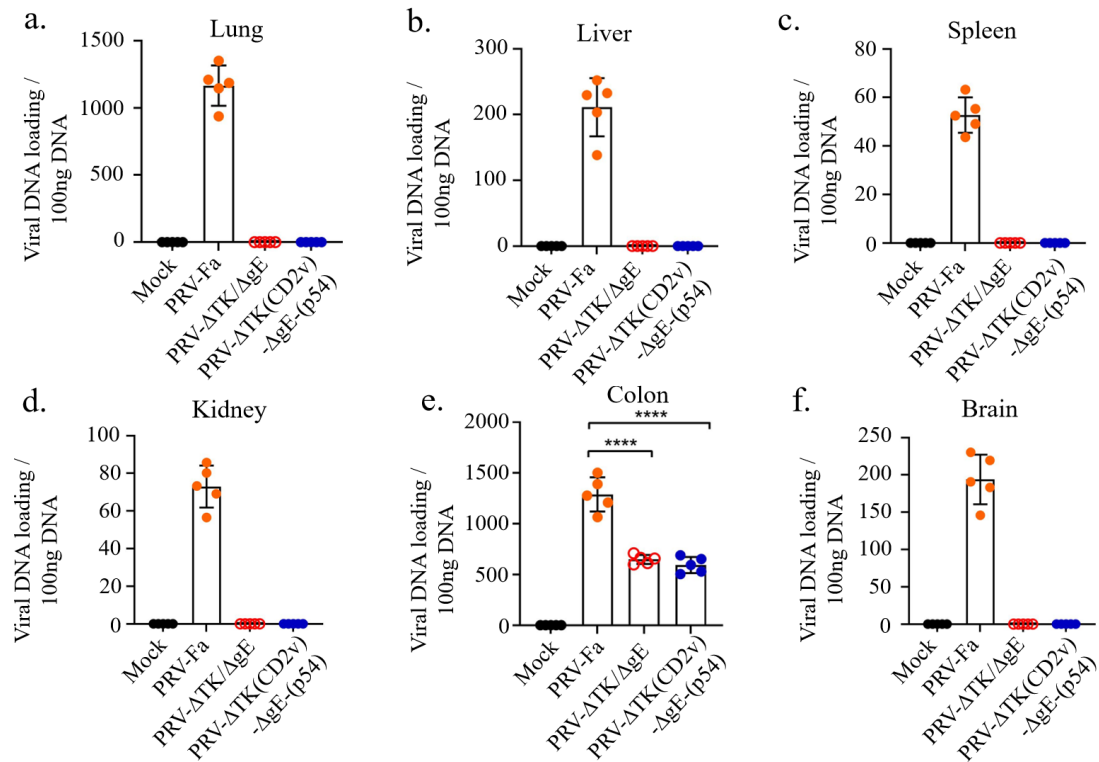 a.
Lung
Viral DNA loading /
100ng DNA
1500
1000
500
0
Mock
PRV-Fa
PRV-ΔTK/ΔgE
PRV-ΔTK(CD2v)
-ΔgE-(p54)
b.
Liver
Viral DNA loading /
100ng DNA
300
200
100
0
Mock
PRV-Fa
PRV-ΔTK/ΔgE
PRV-ΔTK(CD2v)
-ΔgE-(p54)
c.
Spleen
Viral DNA loading /
100ng DNA
80
60
40
20
0
Mock
PRV-Fa
PRV-ΔTK/ΔgE
PRV-ΔTK(CD2v)
-ΔgE-(p54)
d.
Kidney
Viral DNA loading /
100ng DNA
100
80
60
40
20
0
Mock
PRV-Fa
PRV-ΔTK/ΔgE
PRV-ΔTK(CD2v)
-ΔgE-(p54)
e.
Colon
Viral DNA loading /
100ng DNA
2000
1500
1000
500
0
****
****
Mock
PRV-Fa
PRV-ΔTK/ΔgE
PRV-ΔTK(CD2v)
-ΔgE-(p54)
f.
Brain
Viral DNA loading /
100ng DNA
250
200
150
100
50
0
Mock
PRV-Fa
PRV-ΔTK/ΔgE
PRV-ΔTK(CD2v)
-ΔgE-(p54)